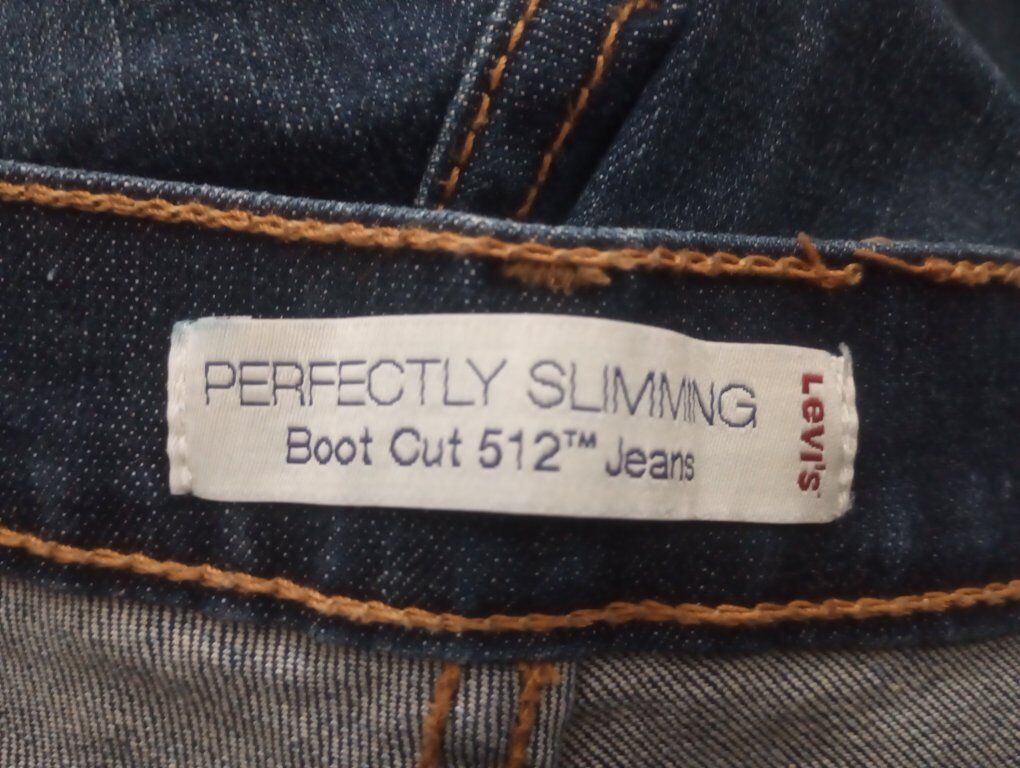 PERFECTLY SLIMMING
Boot Cut 512™ Jeans
Levi's